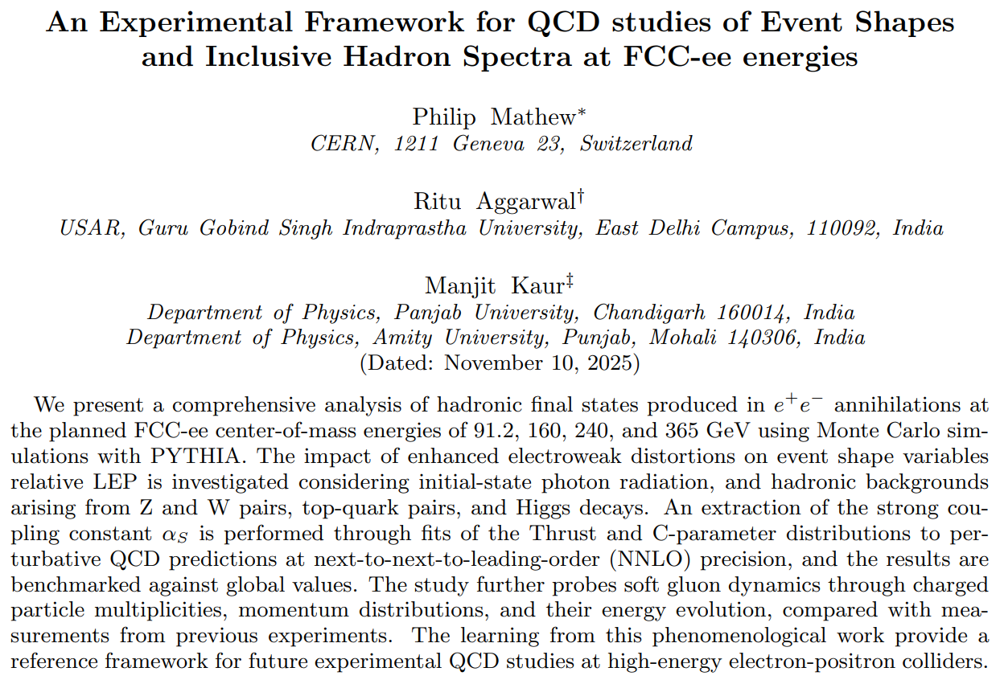 An Experimental Framework for QCD studies of Event Shapes
and Inclusive Hadron Spectra at FCC-ee energies
Philip Mathew*
CERN, 1211 Geneva 23, Switzerland
Ritu Aggarwal†
USAR, Guru Gobind Singh Indraprastha University, East Delhi Campus, 110092, India
Manjit Kaur‡
Department of Physics, Panjab University, Chandigarh 160014, India
Department of Physics, Amity University, Punjab, Mohali 140306, India
(Dated: November 10, 2025)
We present a comprehensive analysis of hadronic final states produced in e⁺e⁻ annihilations at
the planned FCC-ee center-of-mass energies of 91.2, 160, 240, and 365 GeV using Monte Carlo sim-
ulations with PYTHIA. The impact of enhanced electroweak distortions on event shape variables
relative LEP is investigated considering initial-state photon radiation, and hadronic backgrounds
arising from Z and W pairs, top-quark pairs, and Higgs decays. An extraction of the strong cou-
pling constant α_S is performed through fits of the Thrust and C-parameter distributions to per-
turbative QCD predictions at next-to-next-to-leading-order (NNLO) precision, and the results are
benchmarked against global values. The study further probes soft gluon dynamics through charged
particle multiplicities, momentum distributions, and their energy evolution, compared with mea-
surements from previous experiments. The learning from this phenomenological work provide a
reference framework for future experimental QCD studies at high-energy electron-positron colliders.